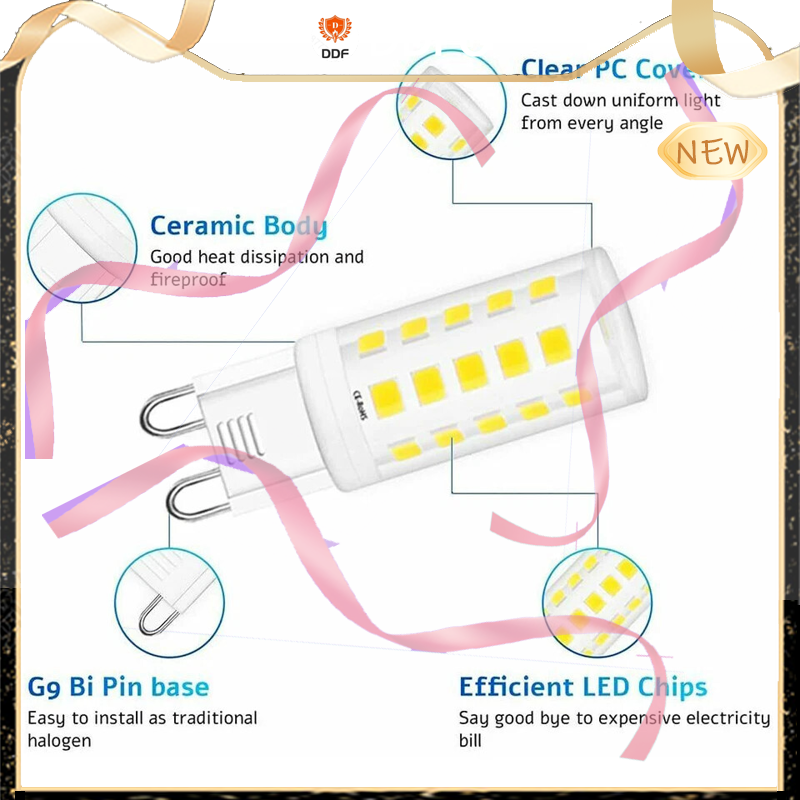 DDF
Clear PC Cover
Cast down uniform light
from every angle
NEW
Ceramic Body
Good heat dissipation and
fireproof
CE RoHS
G9 Bi Pin base
Easy to install as traditional
halogen
Efficient LED Chips
Say good bye to expensive electricity
bill